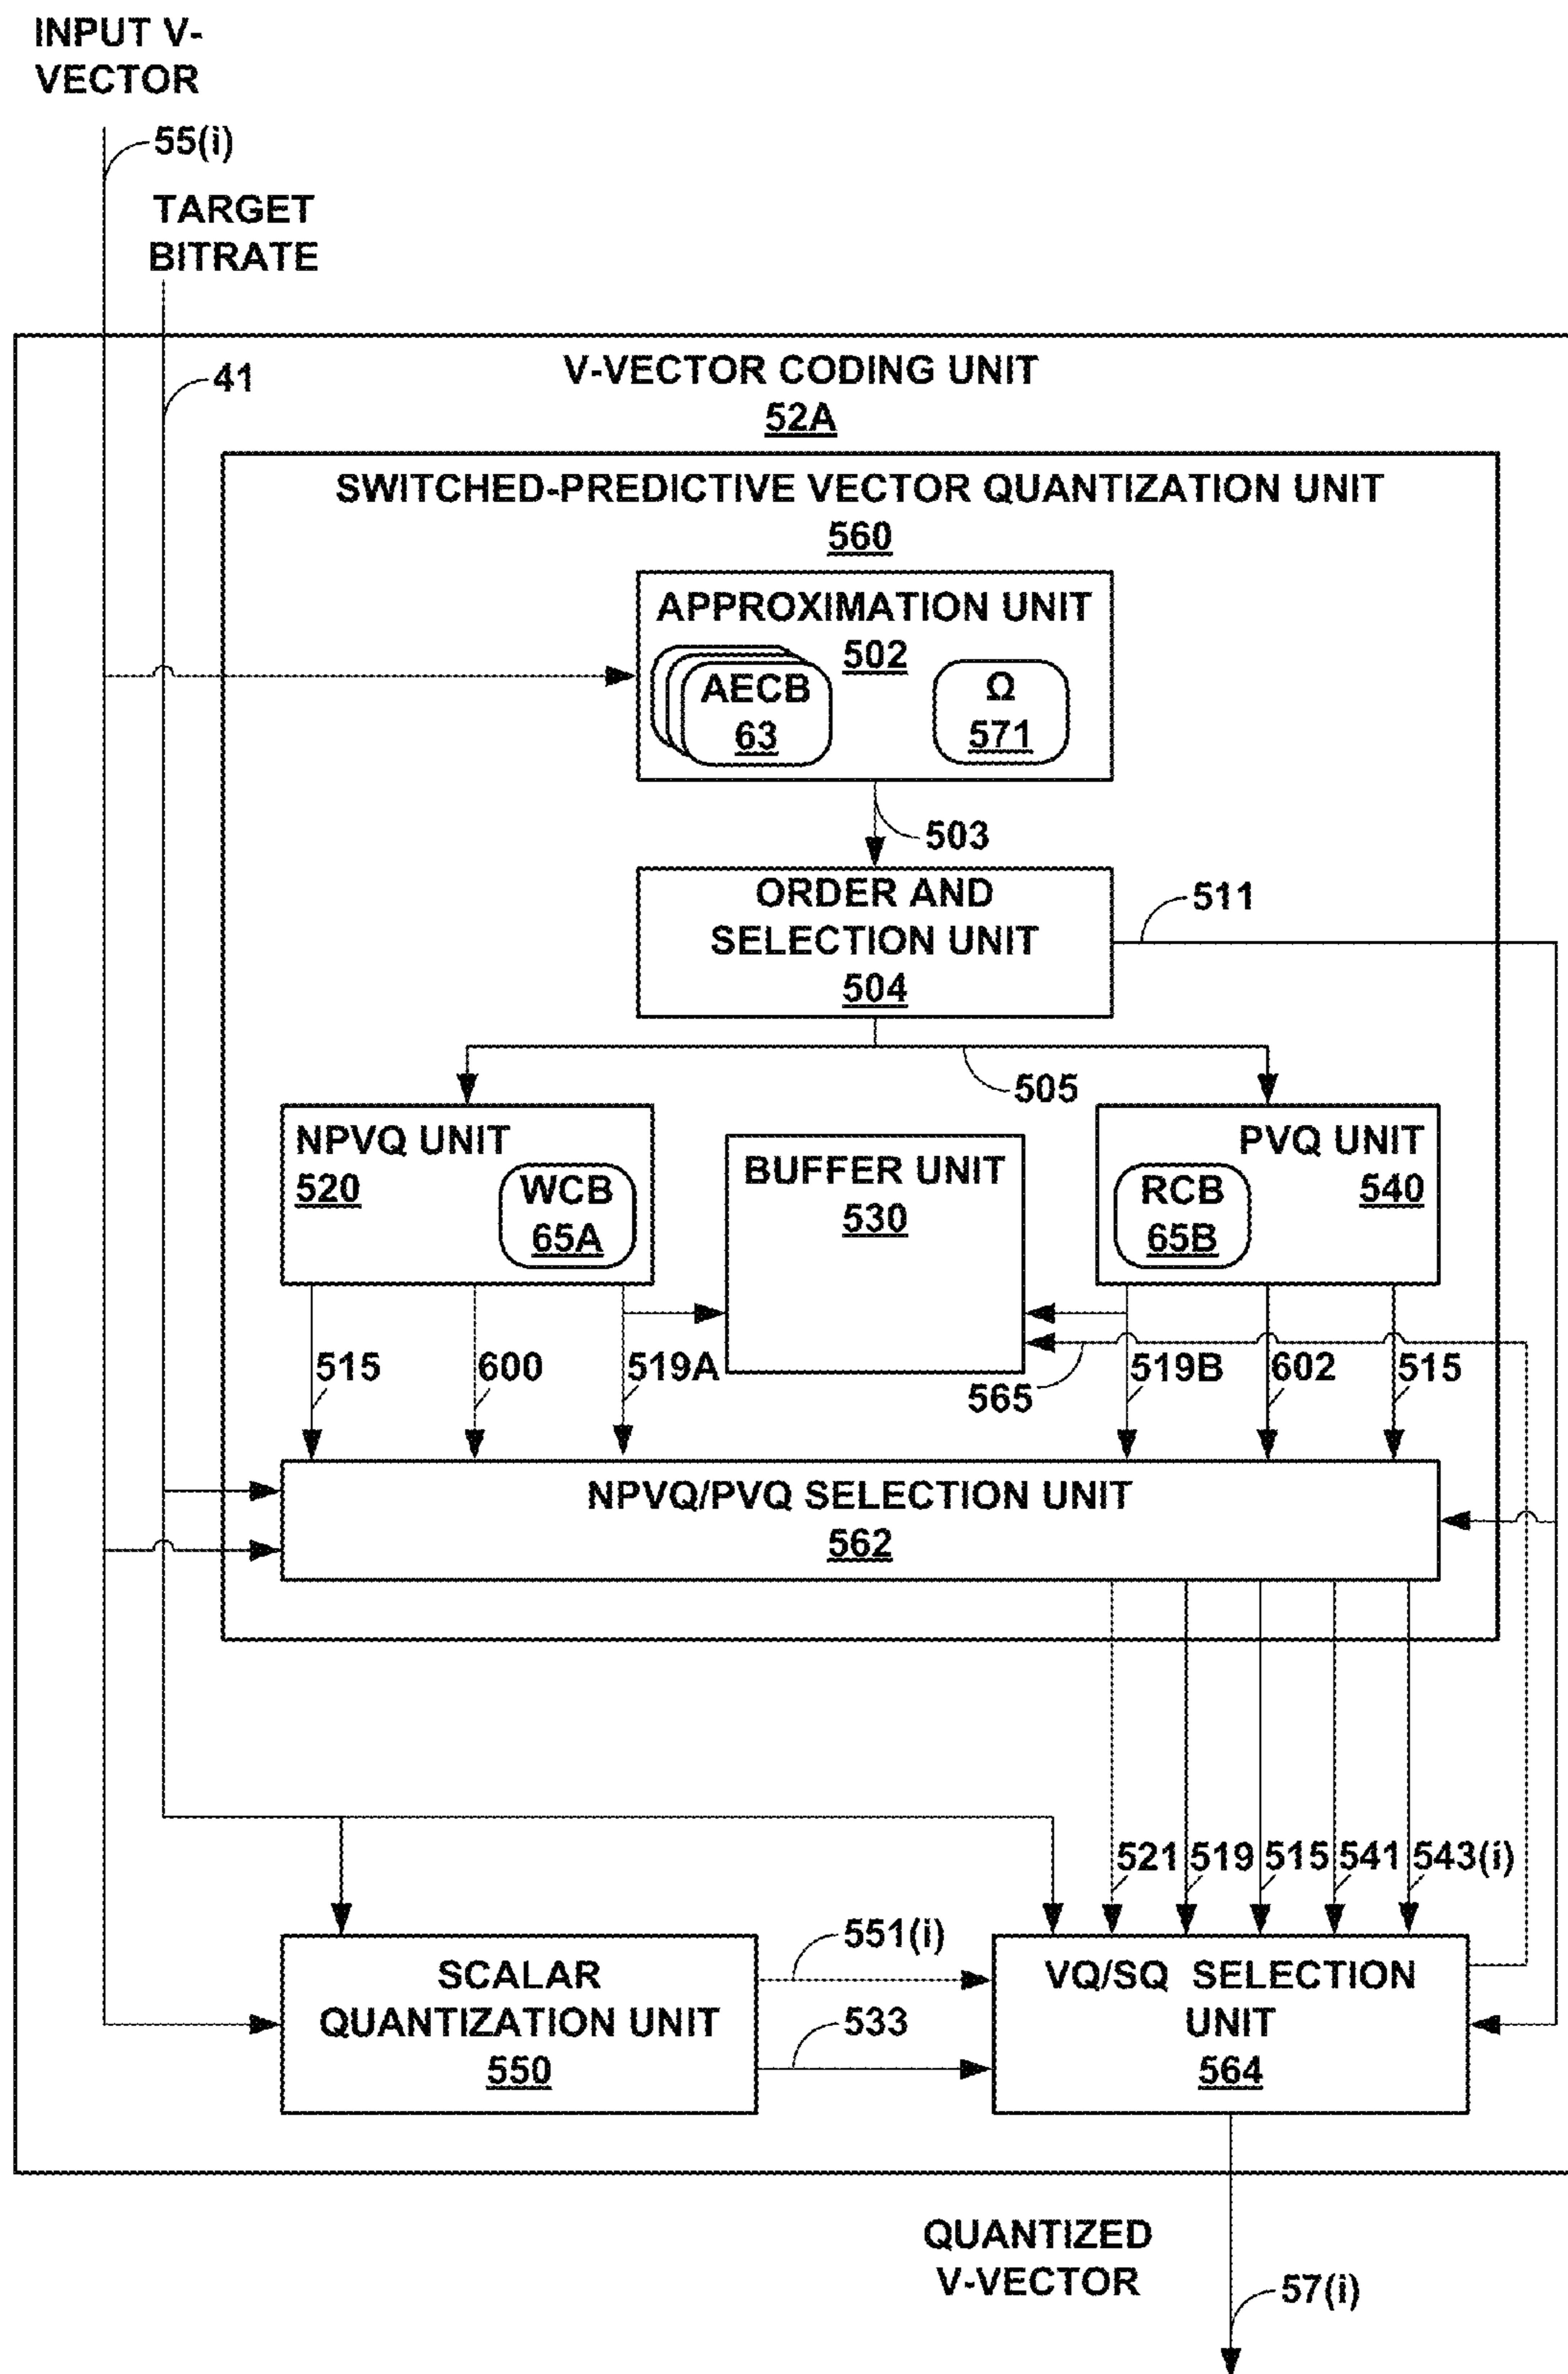 INPUT V-
VECTOR
55(i)
TARGET
BITRATE
41
V-VECTOR CODING UNIT
52A
SWITCHED-PREDICTIVE VECTOR QUANTIZATION UNIT
560
APPROXIMATION UNIT
502
AECB
63
Ω
571
503
ORDER AND
SELECTION UNIT
504
511
505
NPVQ UNIT
520
WCB
65A
BUFFER UNIT
530
PVQ UNIT
540
RCB
65B
515
600
519A
565
519B
602
515
NPVQ/PVQ SELECTION UNIT
562
521
519
515
541
543(i)
SCALAR
QUANTIZATION UNIT
550
551(i)
533
VQ/SQ SELECTION
UNIT
564
QUANTIZED
V-VECTOR
57(i)